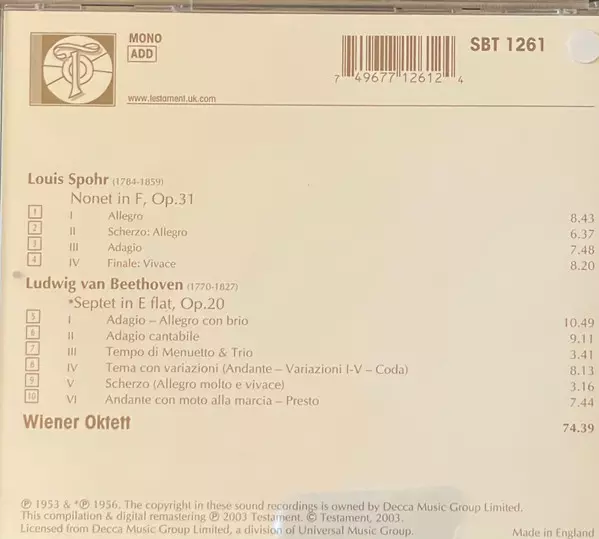 MONO
ADD
SBT 1261
7 49677 12612 4
www.testament.uk.com
Louis Spohr (1784-1859)
Nonet in F, Op.31
1 I Allegro 8.43
2 II Scherzo: Allegro 6.37
3 III Adagio 7.48
4 IV Finale: Vivace 8.20
Ludwig van Beethoven (1770-1827)
*Septet in E flat, Op.20
5 I Adagio – Allegro con brio 10.49
6 II Adagio cantabile 9.11
7 III Tempo di Menuetto & Trio 3.41
8 IV Tema con variazioni (Andante – Variazioni I-V – Coda) 8.13
9 V Scherzo (Allegro molto e vivace) 3.16
10 VI Andante con moto alla marcia – Presto 7.44
Wiener Oktett 74.39
℗ 1953 & *℗ 1956. The copyright in these sound recordings is owned by Decca Music Group Limited.
This compilation & digital remastering ℗ 2003 Testament. © Testament, 2003.
Licensed from Decca Music Group Limited, a division of Universal Music Group. Made in England